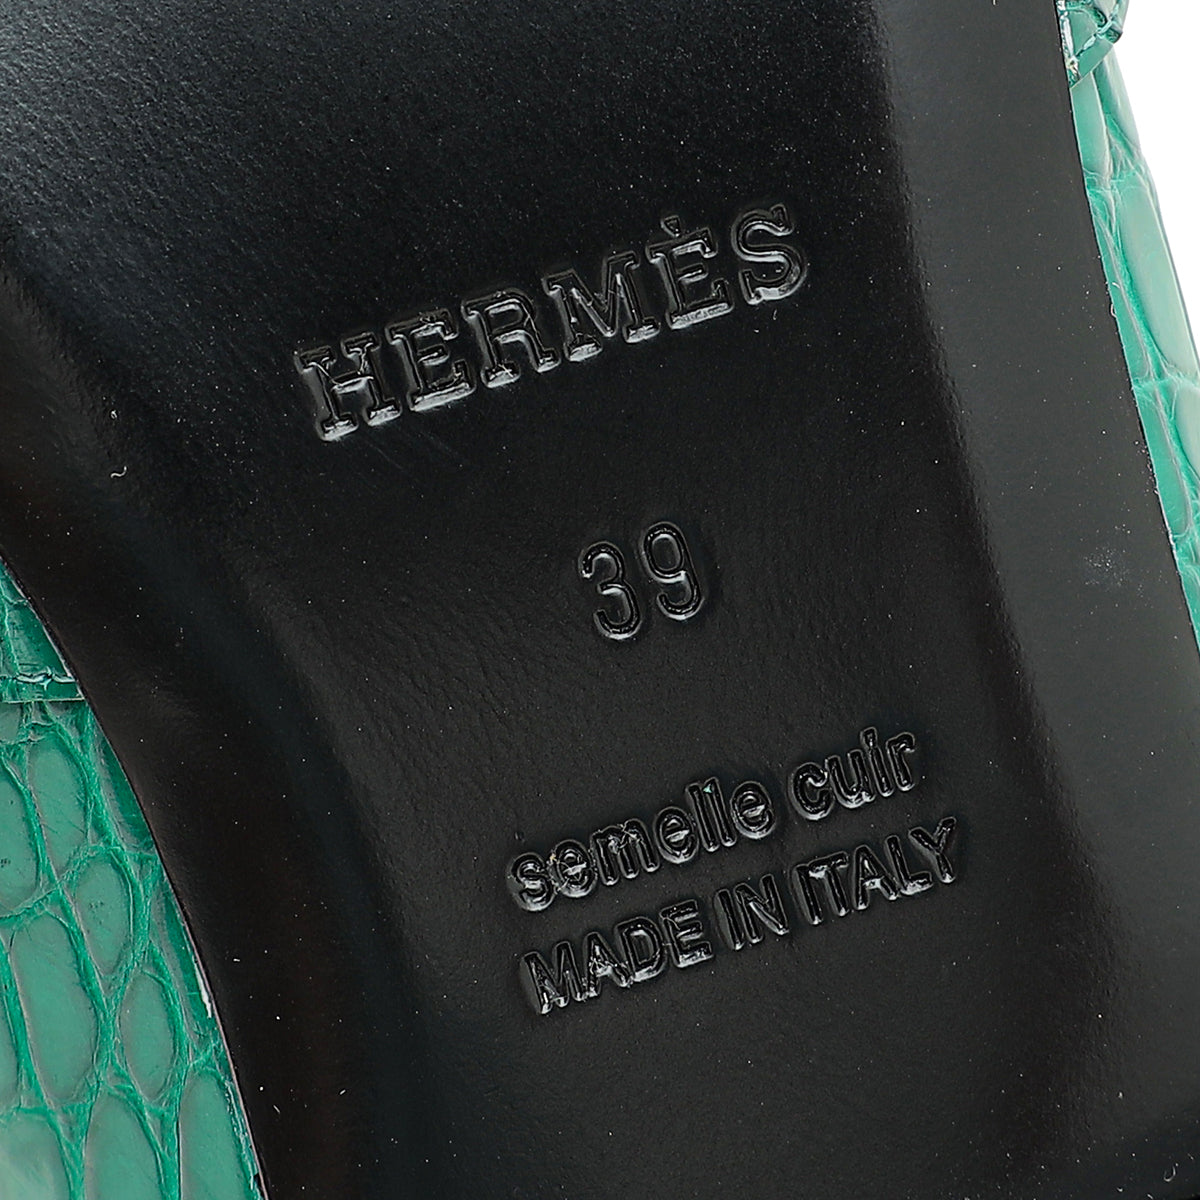 HERMÈS
39
semelle cuir
MADE IN ITALY